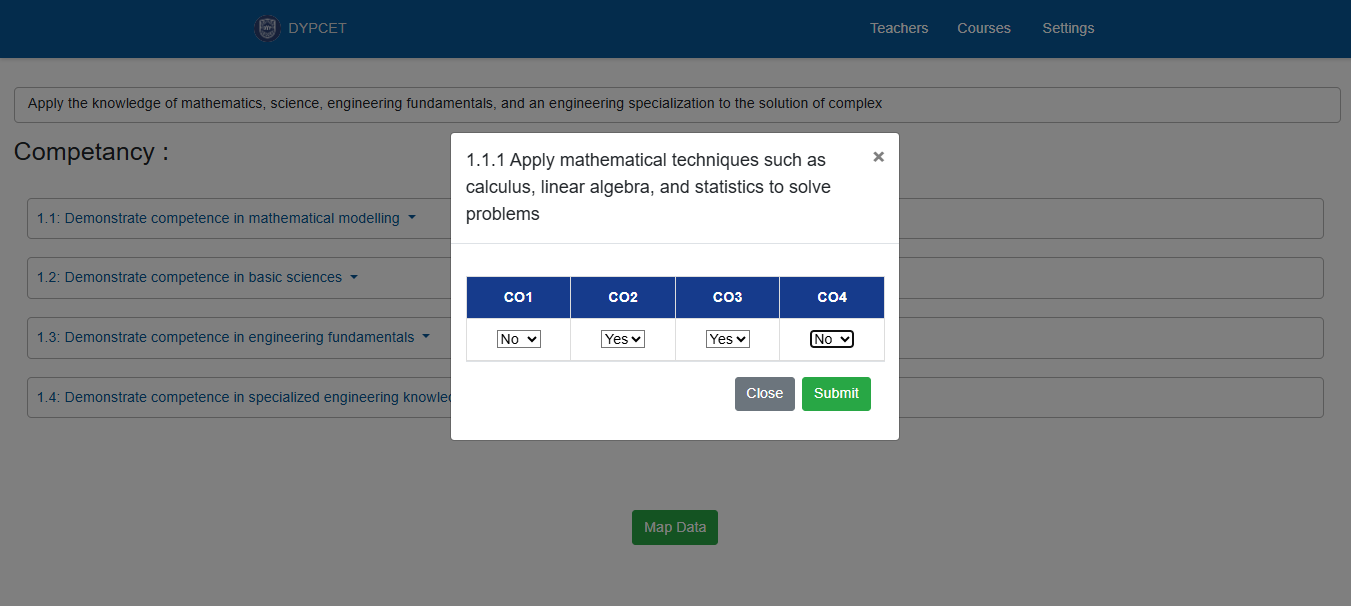 DYPCET
Teachers Courses Settings
Apply the knowledge of mathematics, science, engineering fundamentals, and an engineering specialization to the solution of complex
Competancy :
1.1: Demonstrate competence in mathematical modelling
1.2: Demonstrate competence in basic sciences
1.3: Demonstrate competence in engineering fundamentals
1.4: Demonstrate competence in specialized engineering
1.1.1 Apply mathematical techniques such as
calculus, linear algebra, and statistics to solve
problems
×
CO1 CO2 CO3 CO4
No Yes Yes No
Close Submit
Map Data